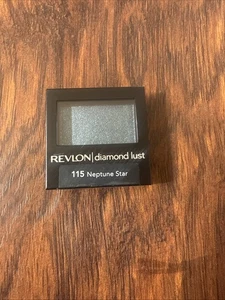 REVLON | diamond lust
115 Neptune Star